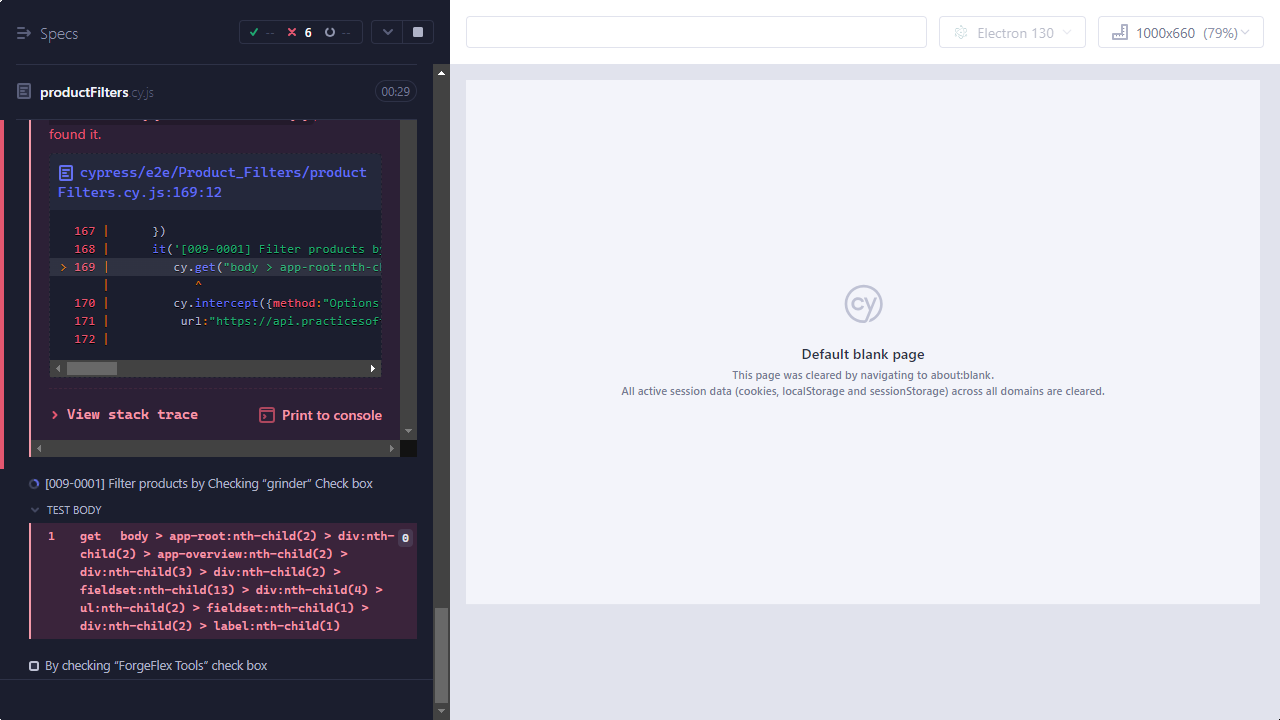 Specs
-- 6 --
Electron 130
1000x660 (79%)
productFilters.cy.js
00:29
found it.
cypress/e2e/Product_Filters/product
Filters.cy.js:169:12
167 | })
168 | it('[009-0001] Filter products by
> 169 | cy.get("body > app-root:nth-ch
| ^
170 | cy.intercept({method:"Options
171 | url:"https://api.practicesof
172 |
View stack trace
Print to console
[009-0001] Filter products by Checking “grinder” Check box
TEST BODY
1 get body > app-root:nth-child(2) > div:nth- 0
child(2) > app-overview:nth-child(2) >
div:nth-child(3) > div:nth-child(2) >
fieldset:nth-child(13) > div:nth-child(4) >
ul:nth-child(2) > fieldset:nth-child(1) >
div:nth-child(2) > label:nth-child(1)
By checking “ForgeFlex Tools” check box
cy
Default blank page
This page was cleared by navigating to about:blank.
All active session data (cookies, localStorage and sessionStorage) across all domains are cleared.